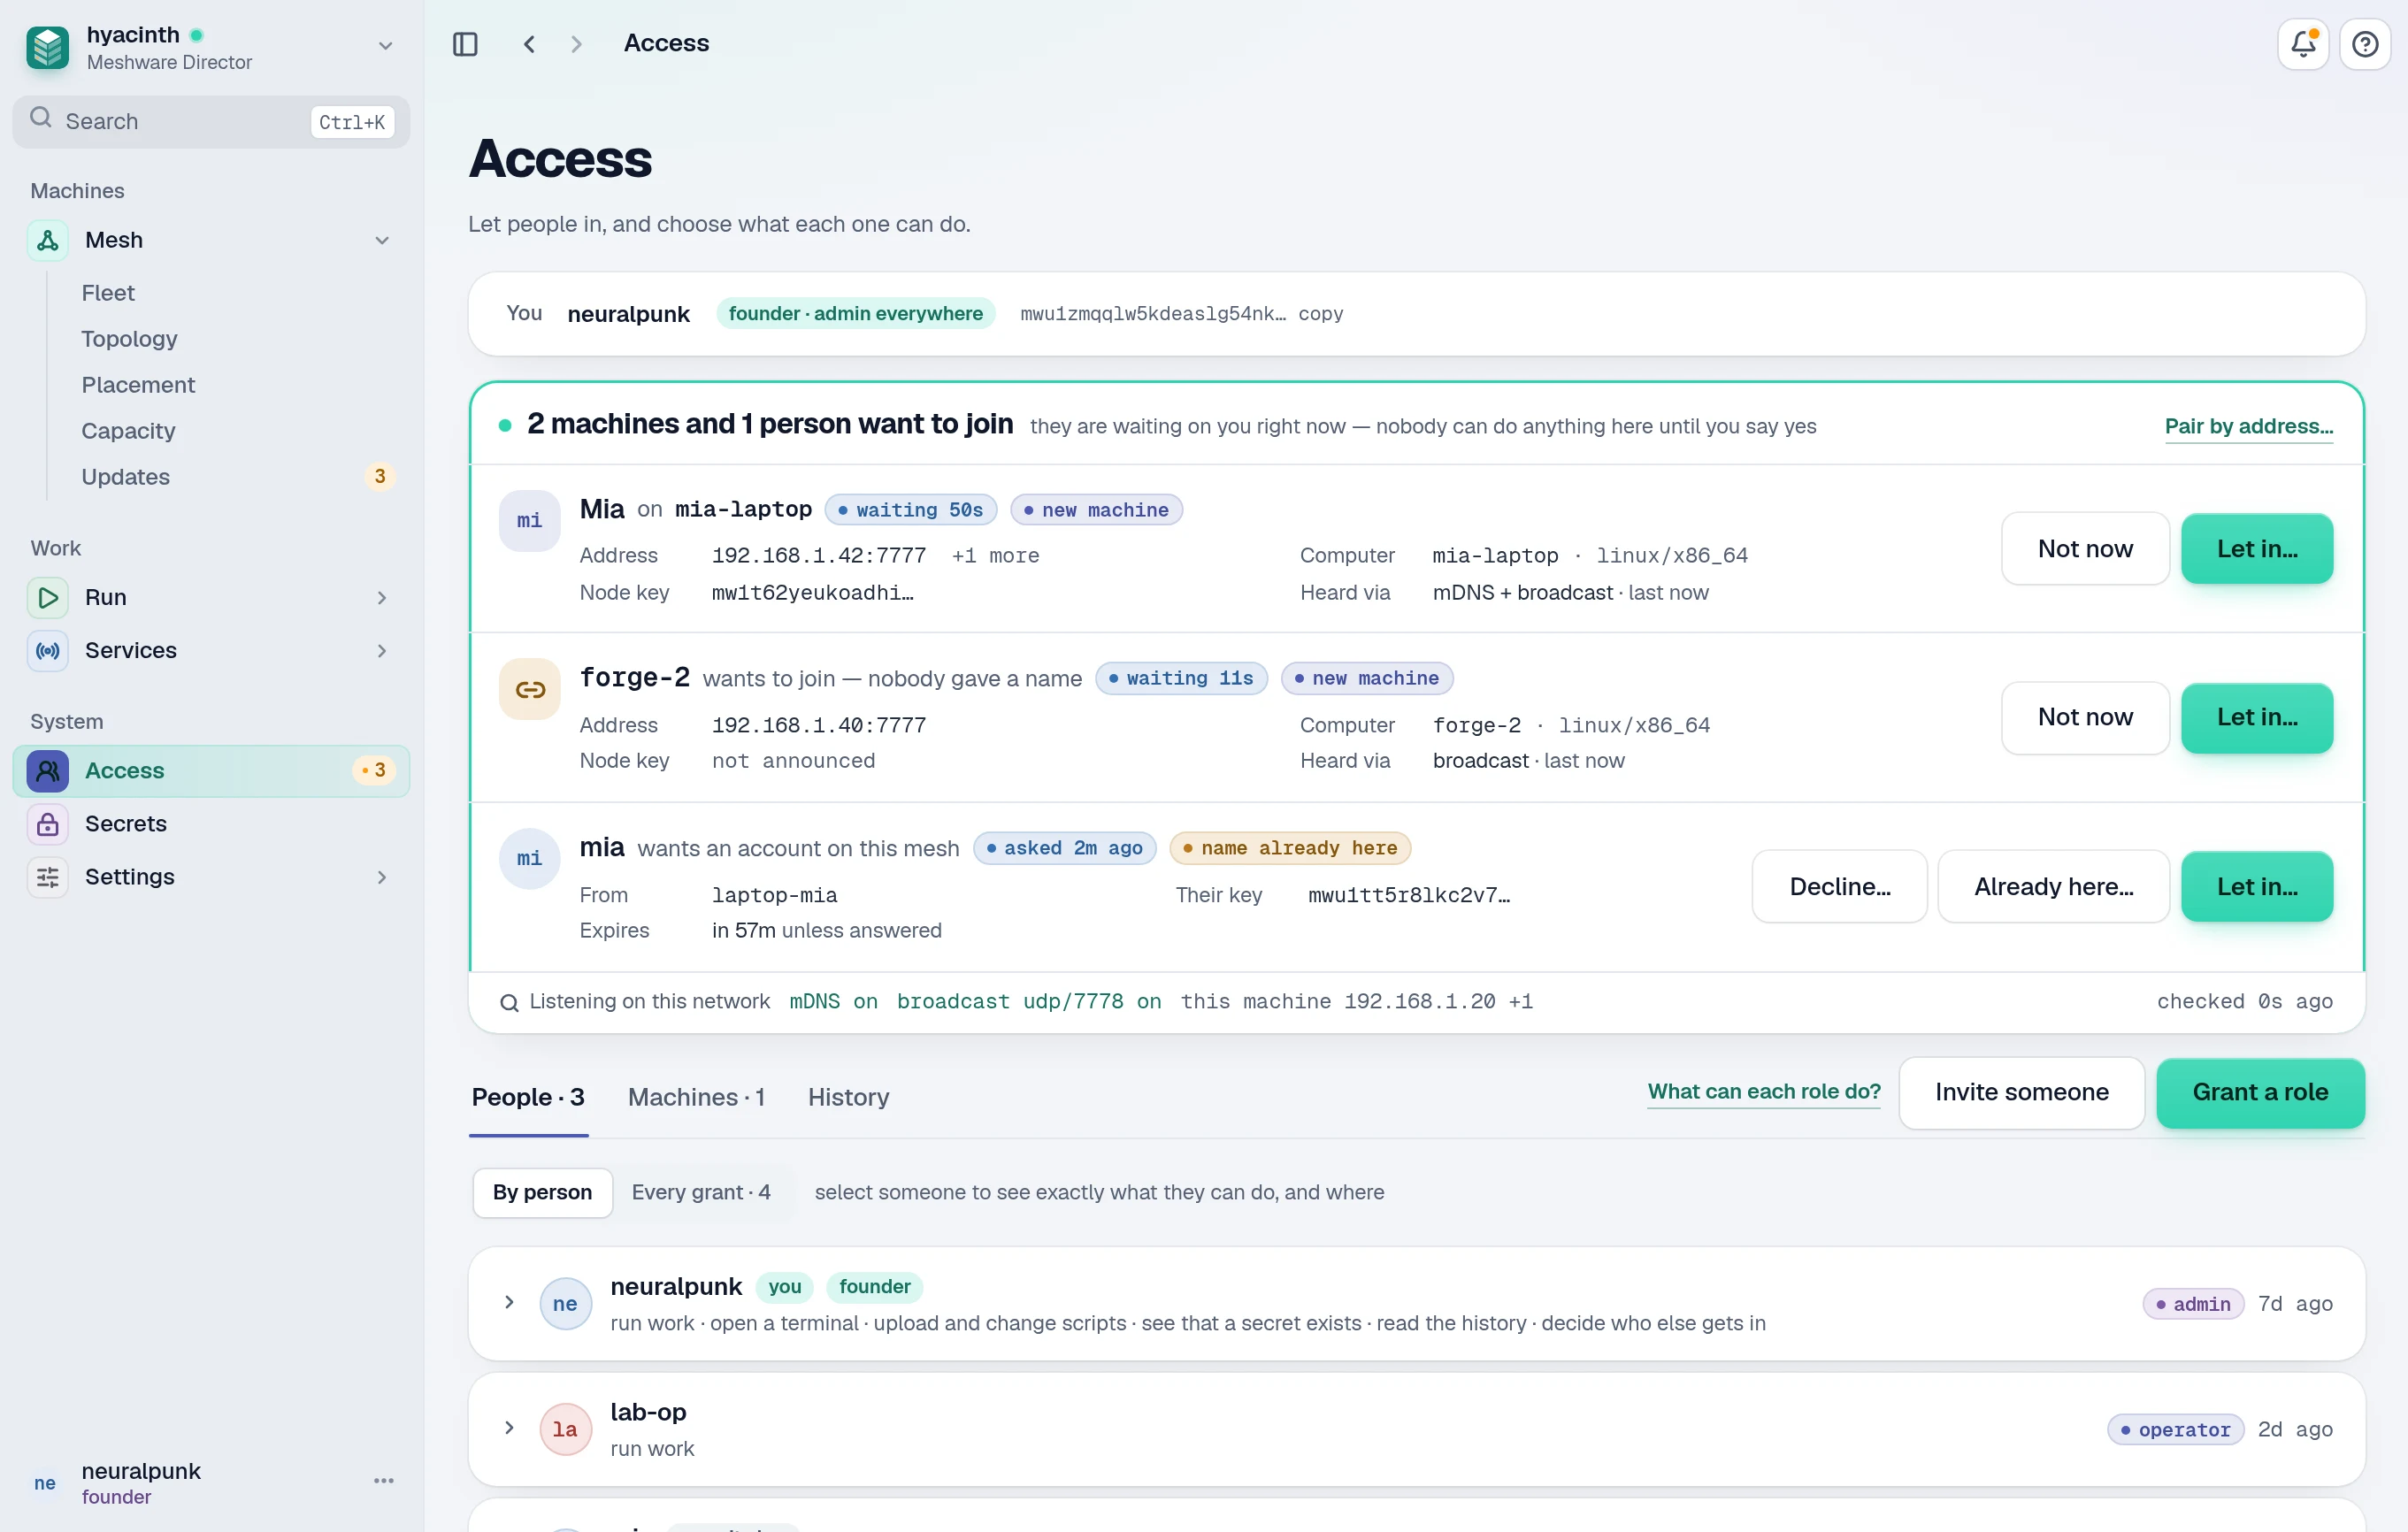 hyacinth
Meshware Director
Search Ctrl+K
Machines
Mesh
Fleet
Topology
Placement
Capacity
Updates 3
Work
Run
Services
System
Access 3
Secrets
Settings
ne neuralpunk
founder
Access
Access
Let people in, and choose what each one can do.
You neuralpunk founder · admin everywhere mwu1zmqqlw5kdeaslg54nk… copy
2 machines and 1 person want to join they are waiting on you right now — nobody can do anything here until you say yes Pair by address…
mi Mia on mia-laptop waiting 50s new machine
Address 192.168.1.42:7777 +1 more Computer mia-laptop · linux/x86_64
Node key mw1t62yeukoadhi… Heard via mDNS + broadcast · last now
Not now Let in…
forge-2 wants to join — nobody gave a name waiting 11s new machine
Address 192.168.1.40:7777 Computer forge-2 · linux/x86_64
Node key not announced Heard via broadcast · last now
Not now Let in…
mi mia wants an account on this mesh asked 2m ago name already here
From laptop-mia Their key mwu1tt5r8lkc2v7…
Expires in 57m unless answered
Decline… Already here… Let in…
Listening on this network mDNS on broadcast udp/7778 on this machine 192.168.1.20 +1 checked 0s ago
People · 3 Machines · 1 History What can each role do? Invite someone Grant a role
By person Every grant · 4 select someone to see exactly what they can do, and where
ne neuralpunk you founder admin 7d ago
run work · open a terminal · upload and change scripts · see that a secret exists · read the history · decide who else gets in
la lab-op operator 2d ago
run work